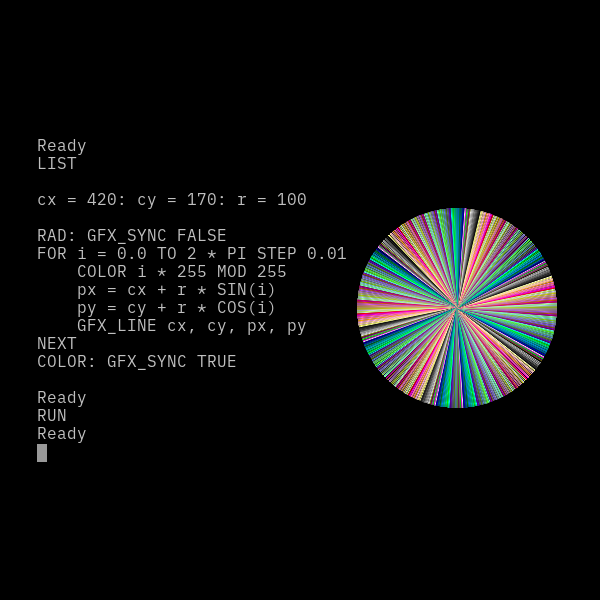 Ready
LIST
cx = 420: cy = 170: r = 100
RAD: GFX_SYNC FALSE
FOR i = 0.0 TO 2 * PI STEP 0.01
    COLOR i * 255 MOD 255
    px = cx + r * SIN(i)
    py = cy + r * COS(i)
    GFX_LINE cx, cy, px, py
NEXT
COLOR: GFX_SYNC TRUE
Ready
RUN
Ready